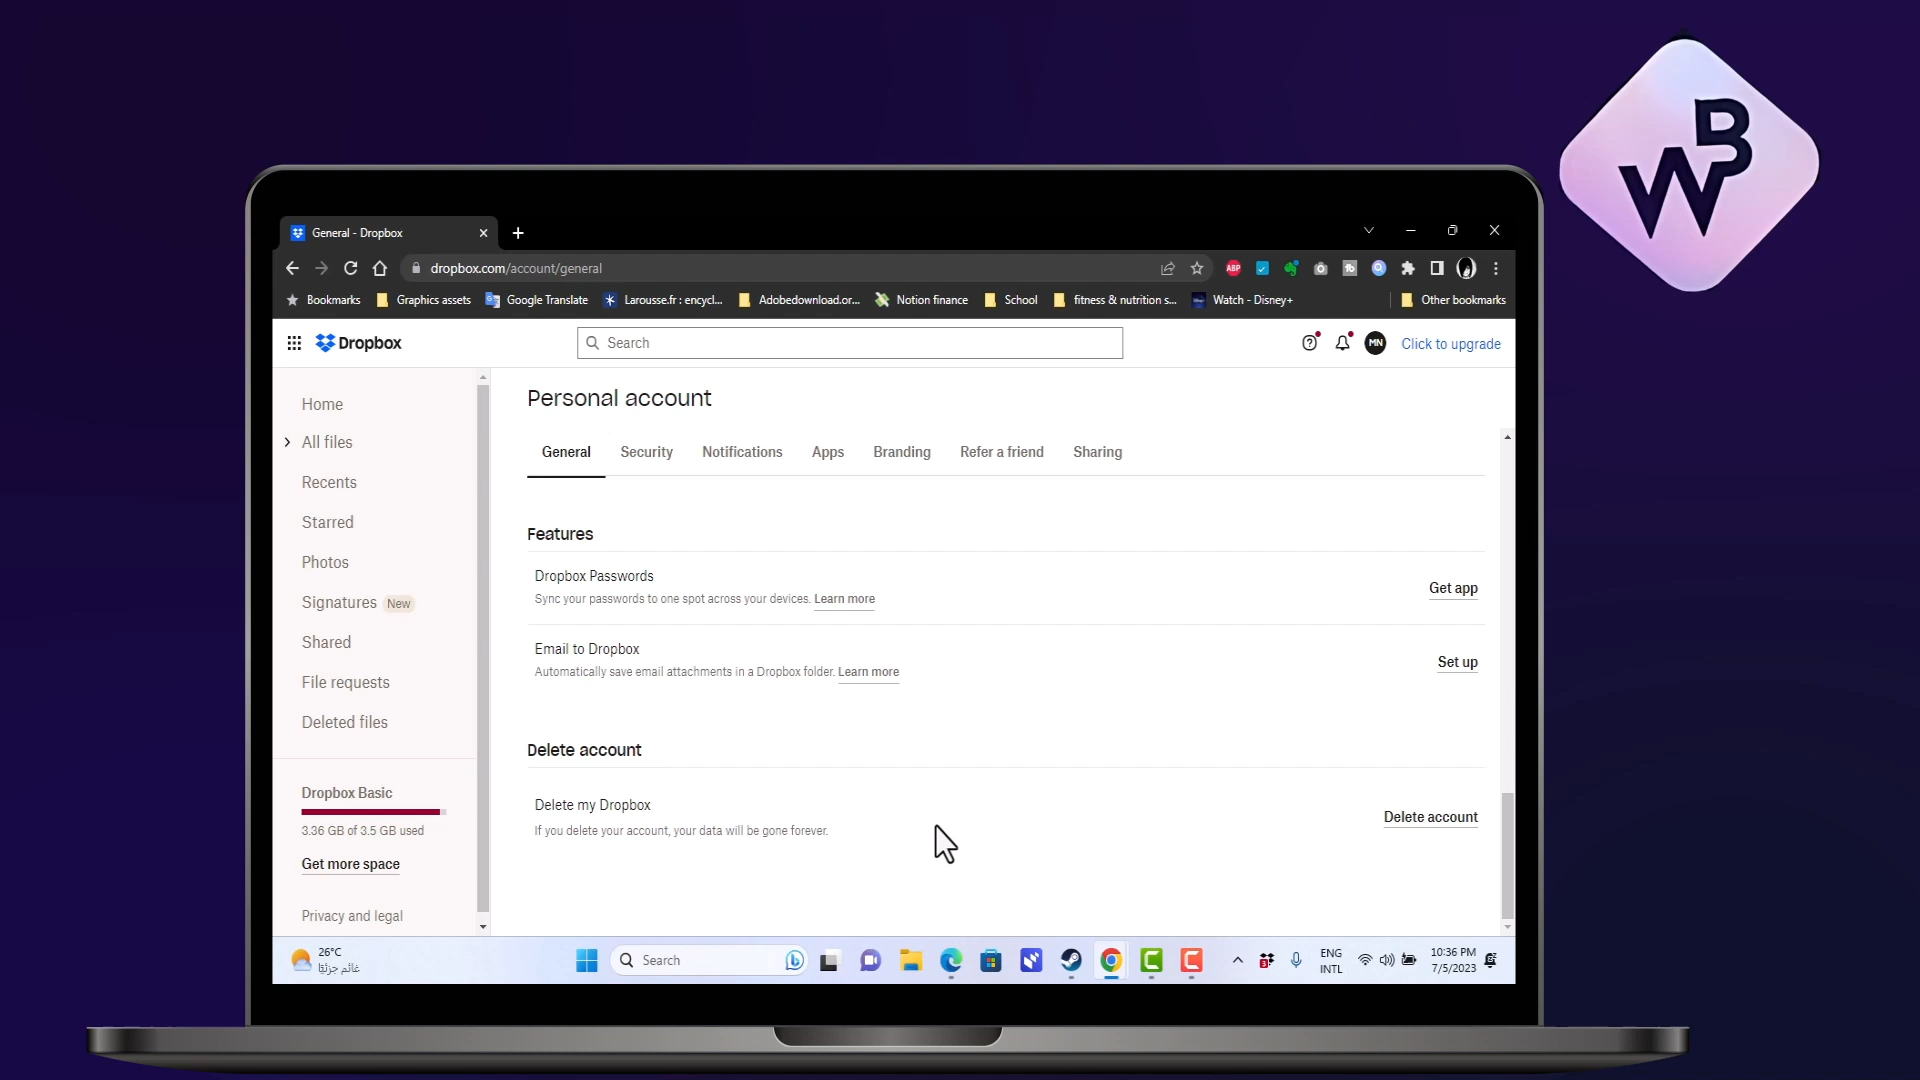 WB
General - Dropbox
dropbox.com/account/general
ABP
Bookmarks
Graphics assets
Google Translate
Larousse.fr : encycl...
Adobedownload.or...
Notion finance
School
fitness & nutrition s...
Watch - Disney+
Other bookmarks
Dropbox
Search
MN
Click to upgrade
Home
All files
Recents
Starred
Photos
Signatures New
Shared
File requests
Deleted files
Dropbox Basic
3.36 GB of 3.5 GB used
Get more space
Privacy and legal
Personal account
General
Security
Notifications
Apps
Branding
Refer a friend
Sharing
Features
Dropbox Passwords
Sync your passwords to one spot across your devices. Learn more
Get app
Email to Dropbox
Automatically save email attachments in a Dropbox folder. Learn more
Set up
Delete account
Delete my Dropbox
If you delete your account, your data will be gone forever.
Delete account
26°C
غائم جزئيًا
Search
ENG
INTL
10:36 PM
7/5/2023